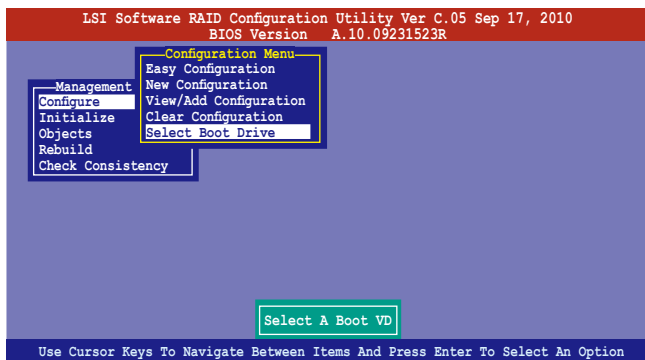 LSI Software RAID Configuration Utility Ver C.05 Sep 17, 2010
BIOS Version A.10.09231523R
Configuration Menu
Easy Configuration
New Configuration
View/Add Configuration
Clear Configuration
Select Boot Drive
Management
Configure
Initialize
Objects
Rebuild
Check Consistency
Select A Boot VD
Use Cursor Keys To Navigate Between Items And Press Enter To Select An Option